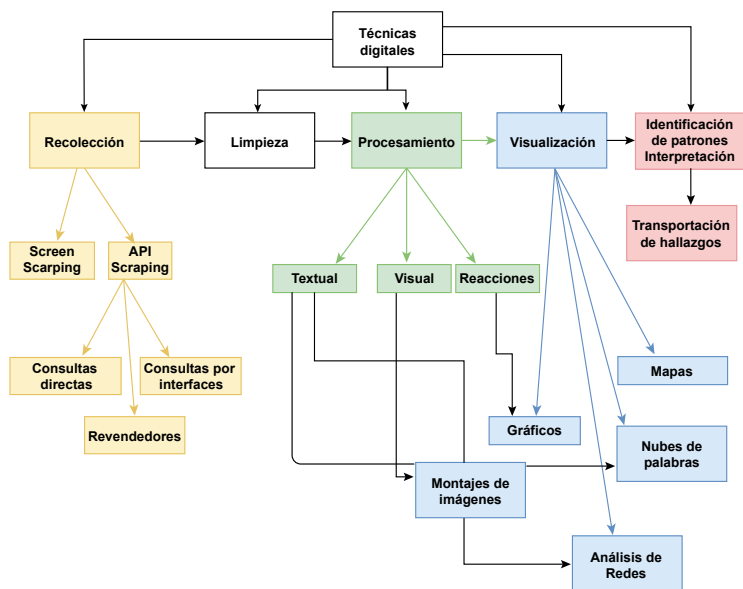 Técnicas
digitales
Recolección
Limpieza
Procesamiento
Visualización
Identificación
de patrones
Interpretación
Transportación
de hallazgos
Screen
Scarping
API
Scraping
Textual
Visual
Reacciones
Consultas
directas
Consultas por
interfaces
Mapas
Revendedores
Gráficos
Nubes de
palabras
Montajes de
imágenes
Análisis de
Redes